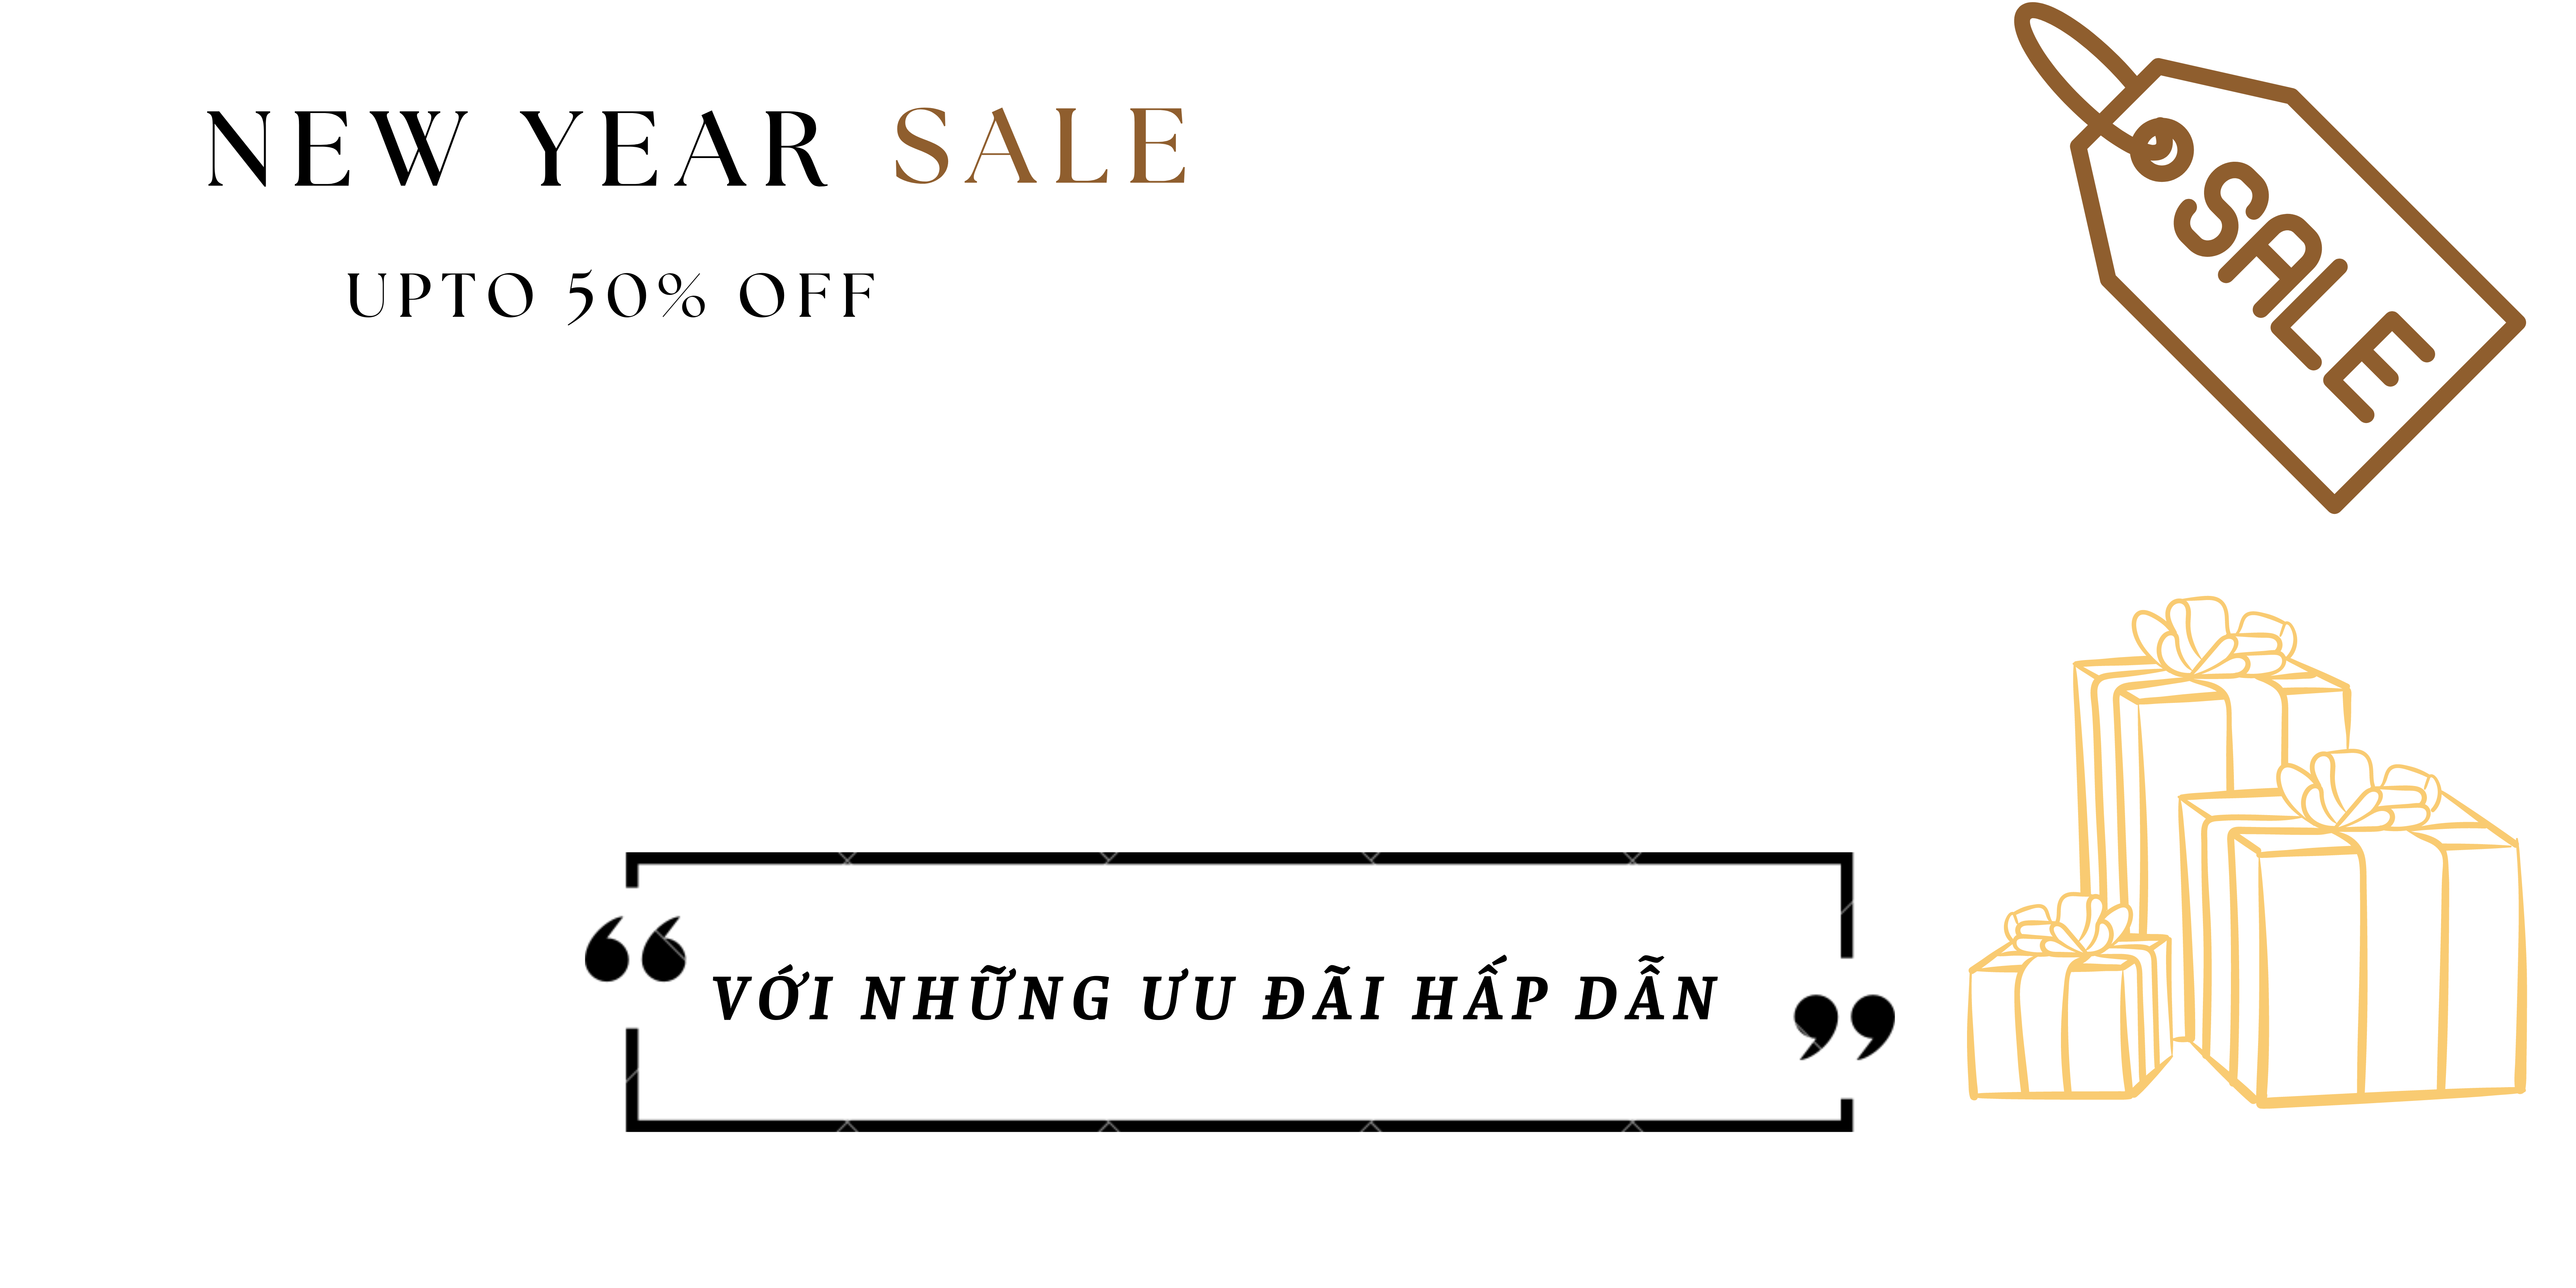 NEW YEAR SALE
UPTO 50% OFF
SALE
“VỚI NHỮNG ƯU ĐÃI HẤP DẪN”